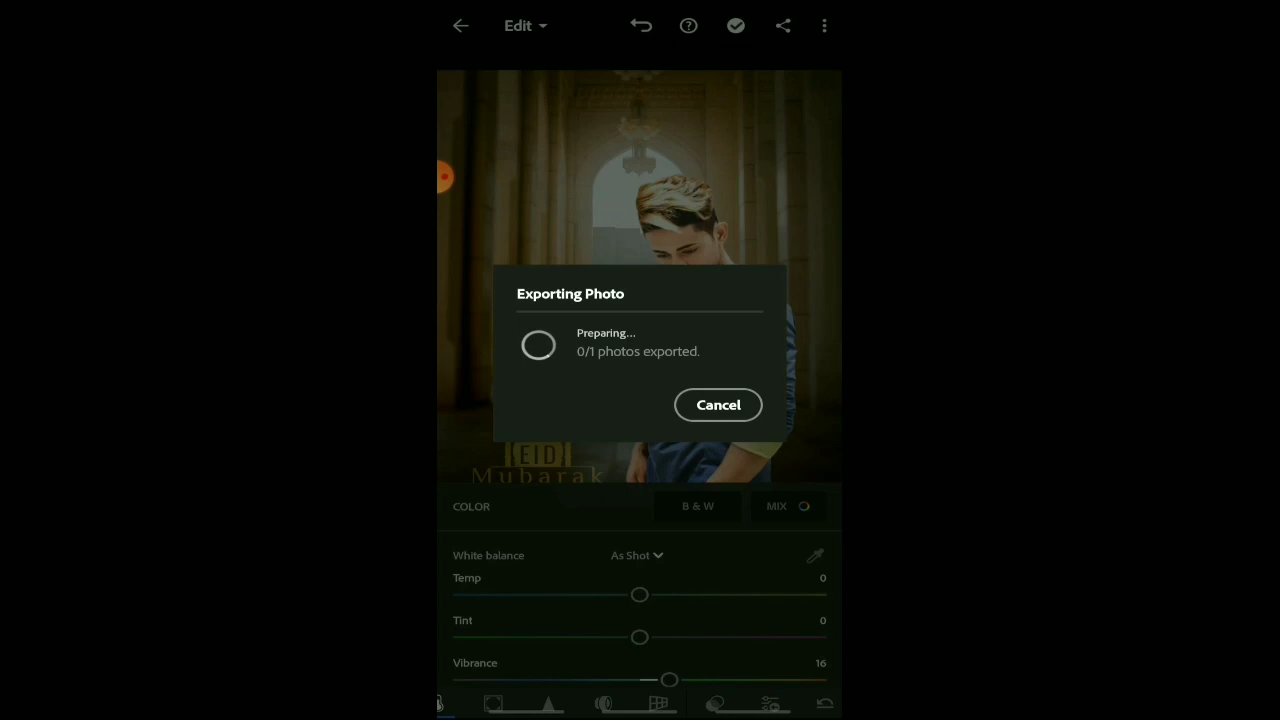 Edit
Exporting Photo
Preparing...
0/1 photos exported.
Cancel
EID
Mubarak
COLOR
B & W
MIX
White balance
As Shot
Temp
0
Tint
0
Vibrance
16